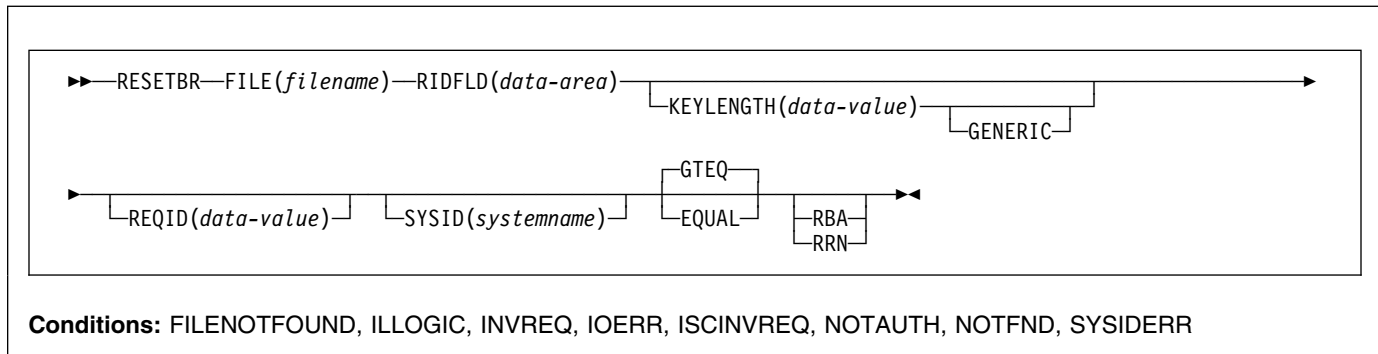 RESETBR FILE(filename) RIDFLD(data-area)
KEYLENGTH(data-value)
GENERIC
GTEQ
REQID(data-value) SYSID(systemname) EQUAL RBA
RRN
Conditions: FILENOTFOUND, ILLOGIC, INVREQ, IOERR, ISCINVREQ, NOTAUTH, NOTFND, SYSIDERR